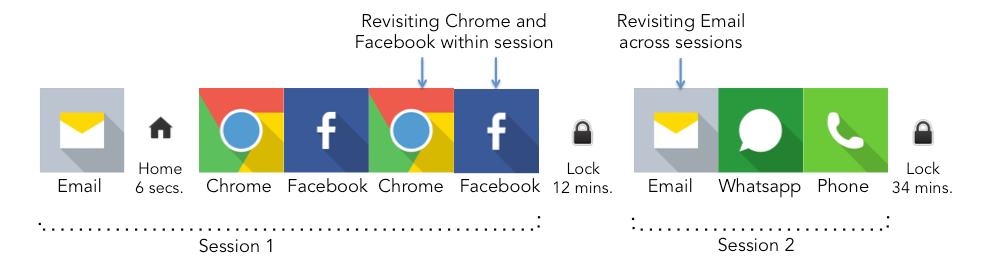 Revisiting Chrome and
Facebook within session
Revisiting Email
across sessions
Email
Home
6 secs.
Chrome
Facebook
Chrome
Facebook
Lock
12 mins.
Email
Whatsapp
Phone
Lock
34 mins.
Session 1
Session 2